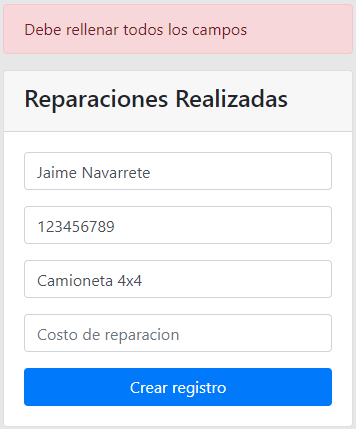 Debe rellenar todos los campos
Reparaciones Realizadas
Jaime Navarrete
123456789
Camioneta 4x4
Costo de reparacion
Crear registro